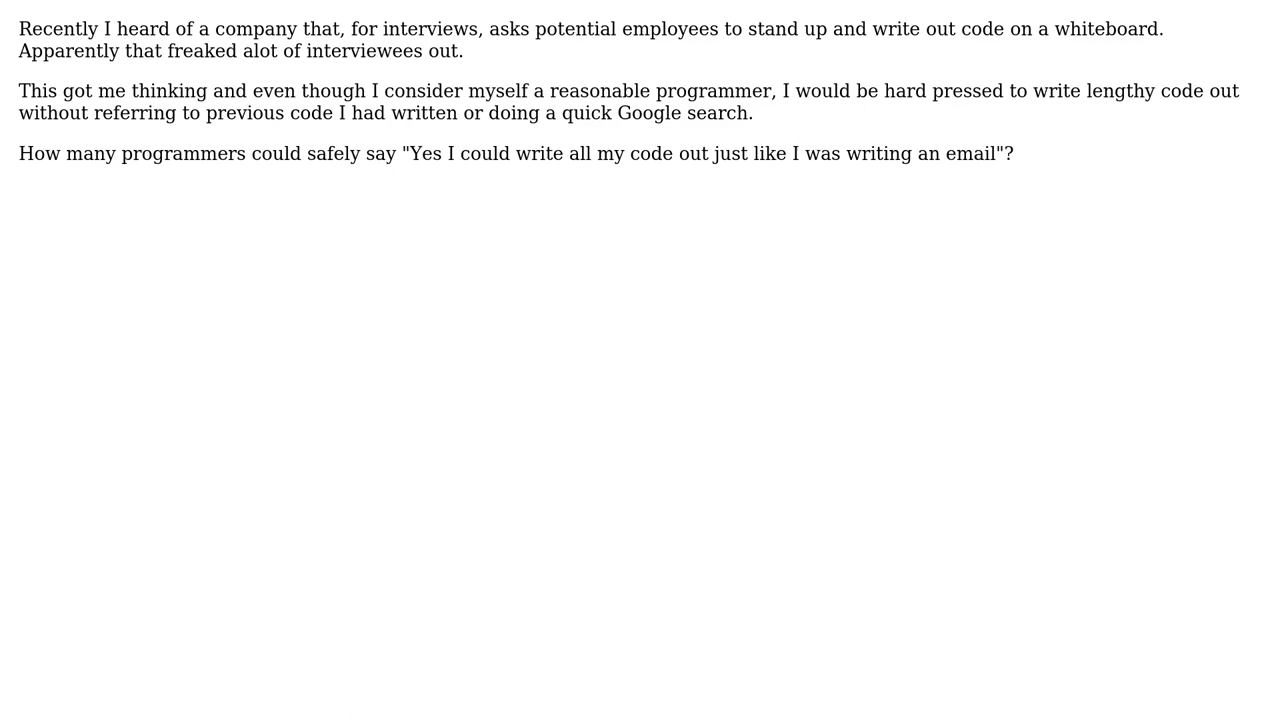 Recently I heard of a company that, for interviews, asks potential employees to stand up and write out code on a whiteboard.
Apparently that freaked alot of interviewees out.
This got me thinking and even though I consider myself a reasonable programmer, I would be hard pressed to write lengthy code out
without referring to previous code I had written or doing a quick Google search.
How many programmers could safely say "Yes I could write all my code out just like I was writing an email"?